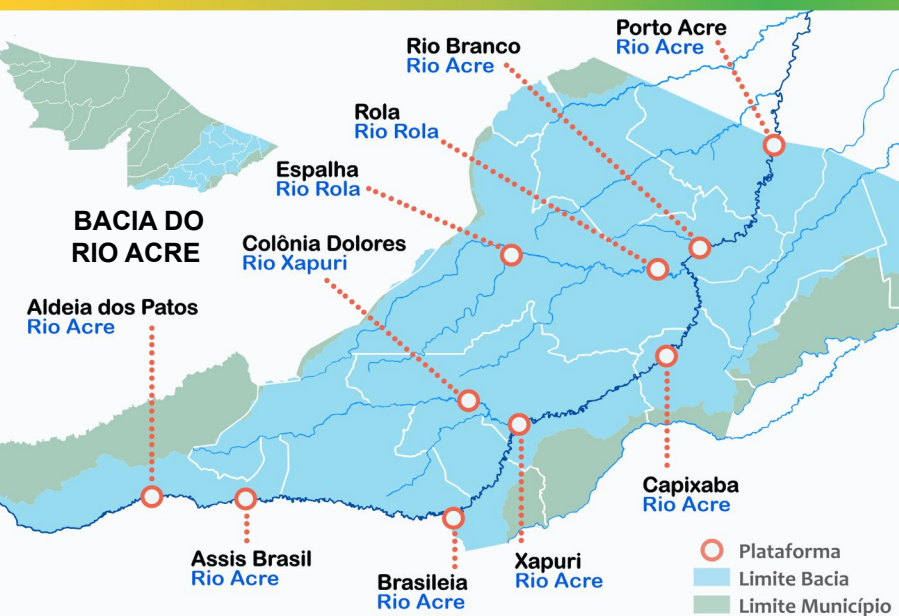 Porto Acre
Rio Acre
Rio Branco
Rio Acre
Rola
Rio Rola
Espalha
Rio Rola
BACIA DO
RIO ACRE
Colônia Dolores
Rio Xapuri
Aldeia dos Patos
Rio Acre
Capixaba
Rio Acre
Assis Brasil
Rio Acre
Brasileia
Rio Acre
Xapuri
Rio Acre
Plataforma
Limite Bacia
Limite Município